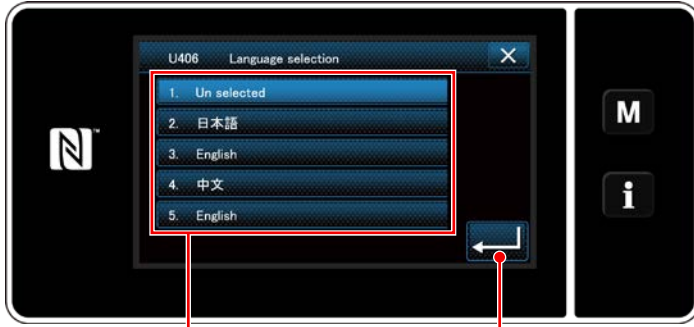 U406 Language selection
1. Un selected
2. 日本語
3. English
4. 中文
5. English
M
i